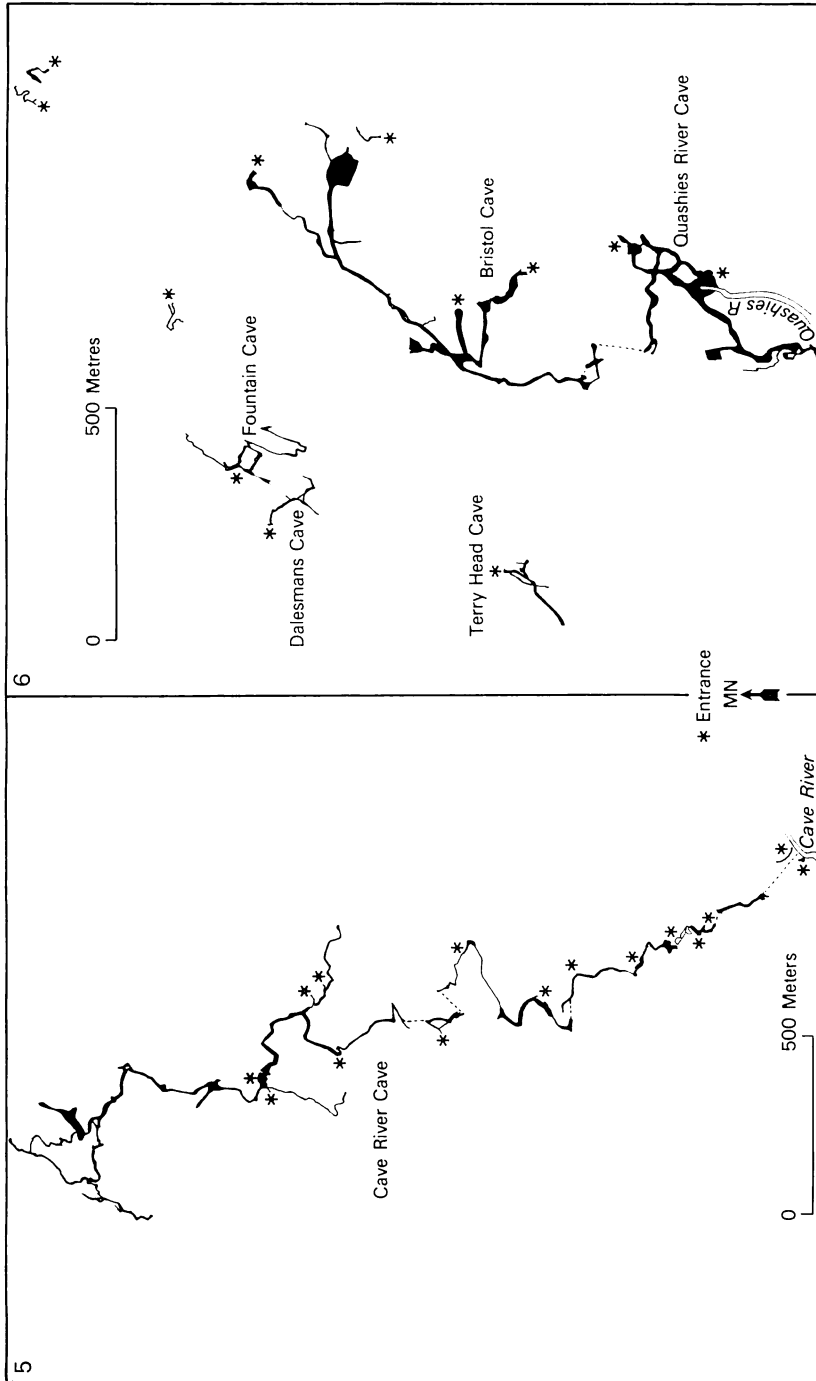 5
Cave River Cave
0
500 Meters
Cave River
* Entrance
MN
6
0
500 Metres
Dalesmans Cave
Fountain Cave
Terry Head Cave
Bristol Cave
Quashies River Cave
Quashies R